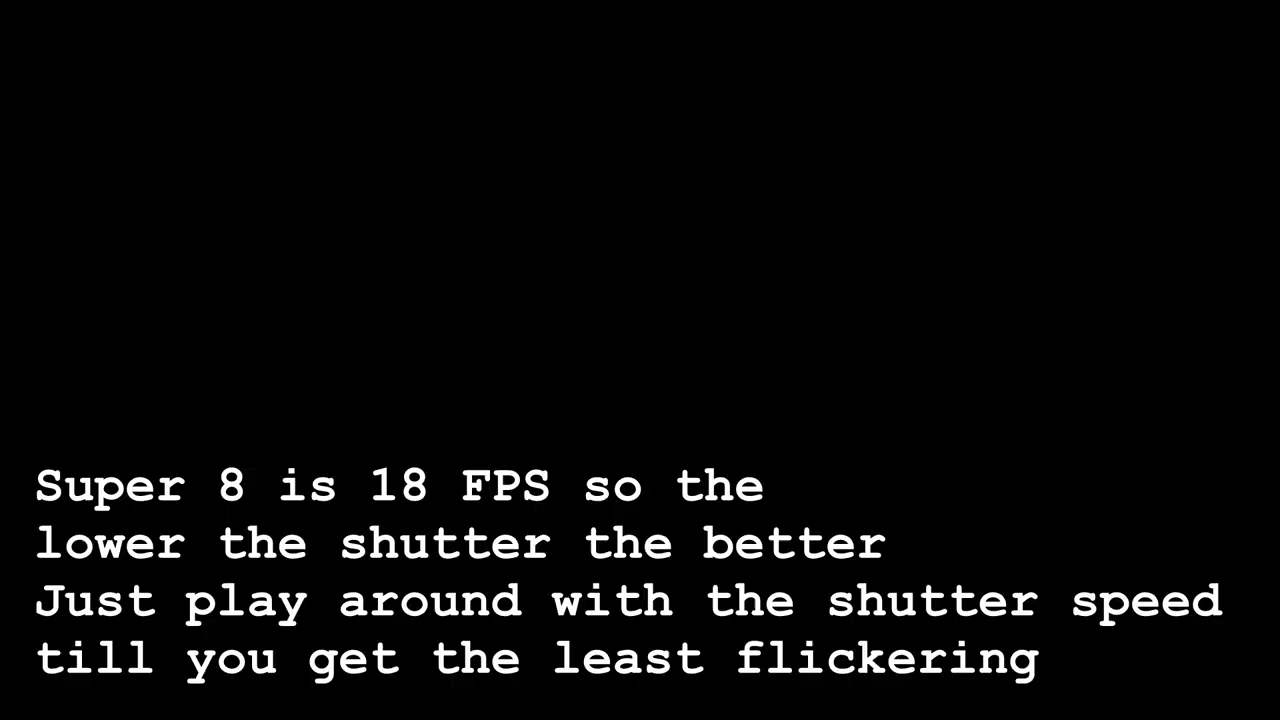 Super 8 is 18 FPS so the
lower the shutter the better
Just play around with the shutter speed
till you get the least flickering